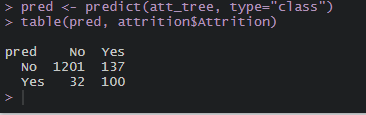 > pred <- predict(att_tree, type="class")
> table(pred, attrition$Attrition)
pred    No  Yes
  No  1201  137
  Yes   32  100
>